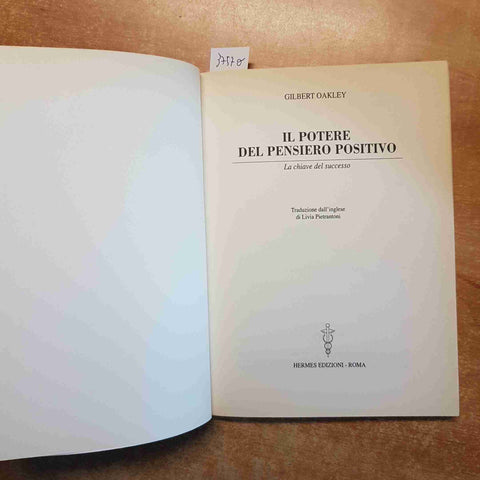 GILBERT OAKLEY
IL POTERE
DEL PENSIERO POSITIVO
La chiave del successo
Traduzione dall'inglese
di Livia Pietrantoni
HERMES EDIZIONI - ROMA